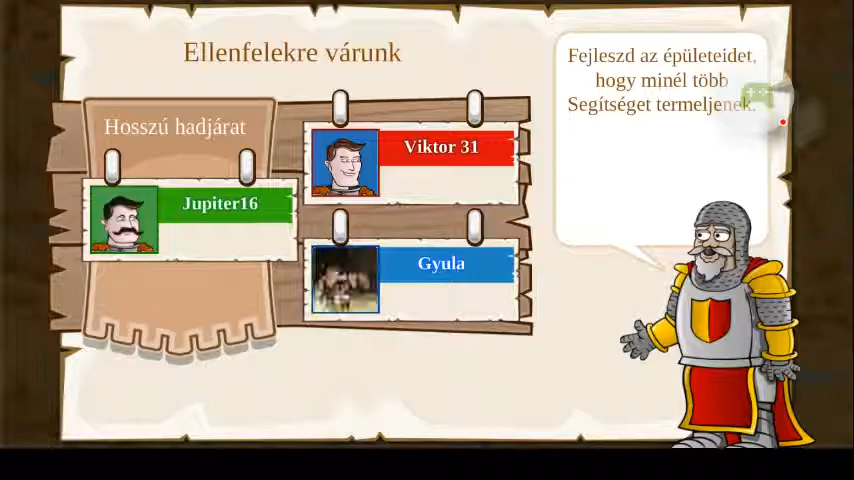 Ellenfelekre várunk
Hosszú hadjárat
Jupiter16
Viktor 31
Gyula
Fejleszd az épületeidet,
hogy minél több
Segítséget termeljenek.